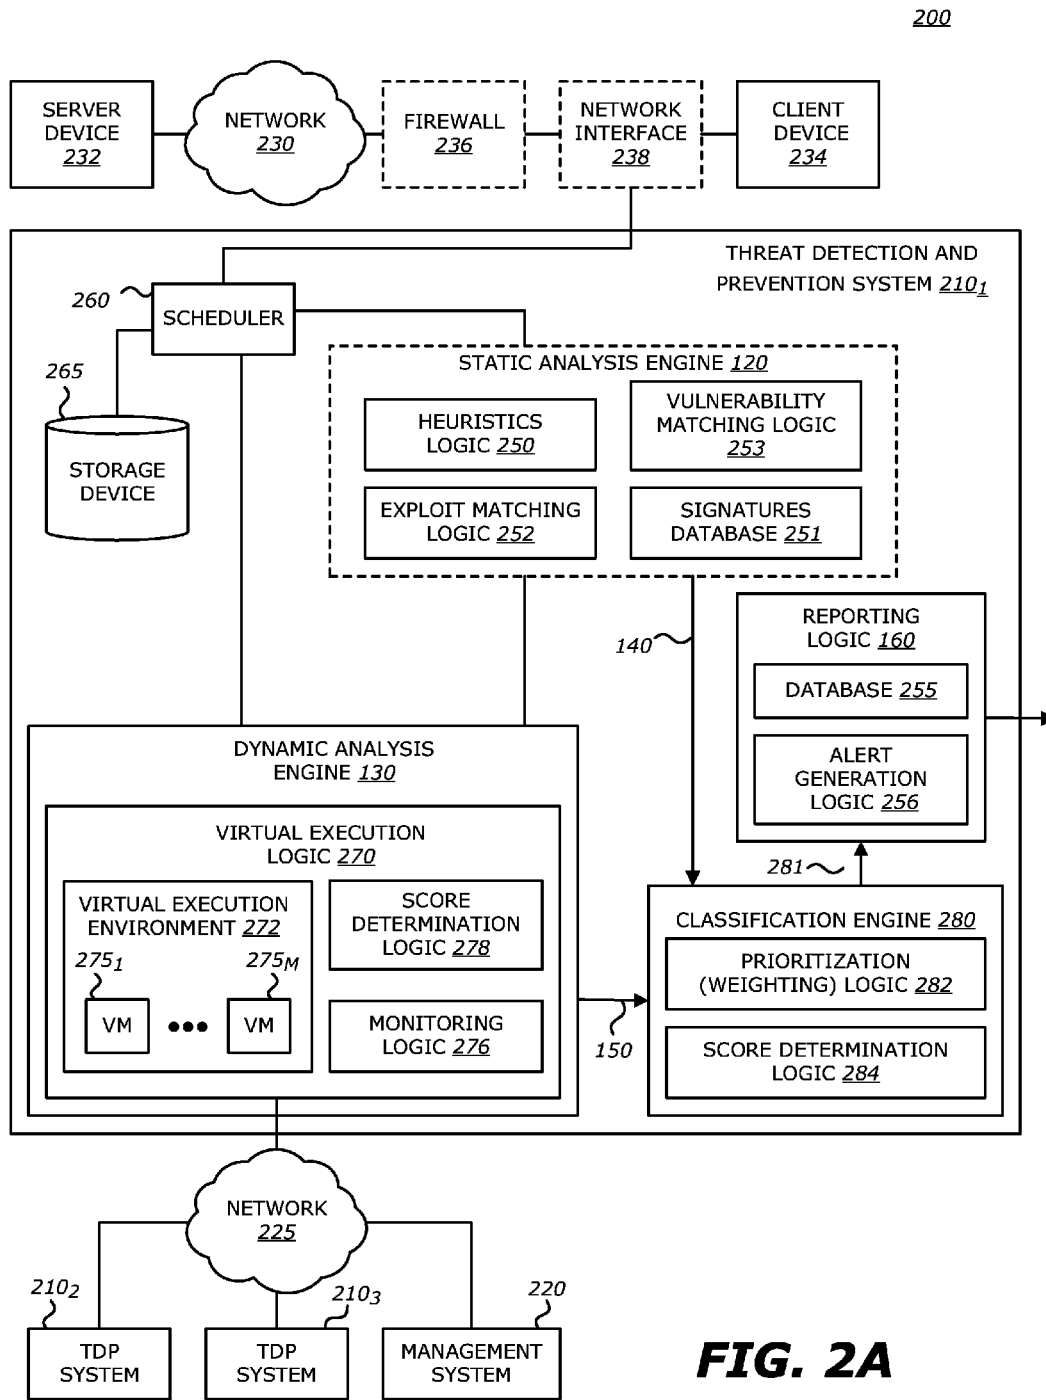 200
SERVER
DEVICE
232
NETWORK
230
FIREWALL
236
NETWORK
INTERFACE
238
CLIENT
DEVICE
234
THREAT DETECTION AND
PREVENTION SYSTEM 210₁
260
SCHEDULER
265
STORAGE
DEVICE
STATIC ANALYSIS ENGINE 120
HEURISTICS
LOGIC 250
VULNERABILITY
MATCHING LOGIC
253
EXPLOIT MATCHING
LOGIC 252
SIGNATURES
DATABASE 251
140
REPORTING
LOGIC 160
DATABASE 255
ALERT
GENERATION
LOGIC 256
281
DYNAMIC ANALYSIS
ENGINE 130
VIRTUAL EXECUTION
LOGIC 270
VIRTUAL EXECUTION
ENVIRONMENT 272
275₁
275M
VM
VM
SCORE
DETERMINATION
LOGIC 278
MONITORING
LOGIC 276
150
CLASSIFICATION ENGINE 280
PRIORITIZATION
(WEIGHTING) LOGIC 282
SCORE DETERMINATION
LOGIC 284
NETWORK
225
210₂
TDP
SYSTEM
210₃
TDP
SYSTEM
220
MANAGEMENT
SYSTEM
FIG. 2A